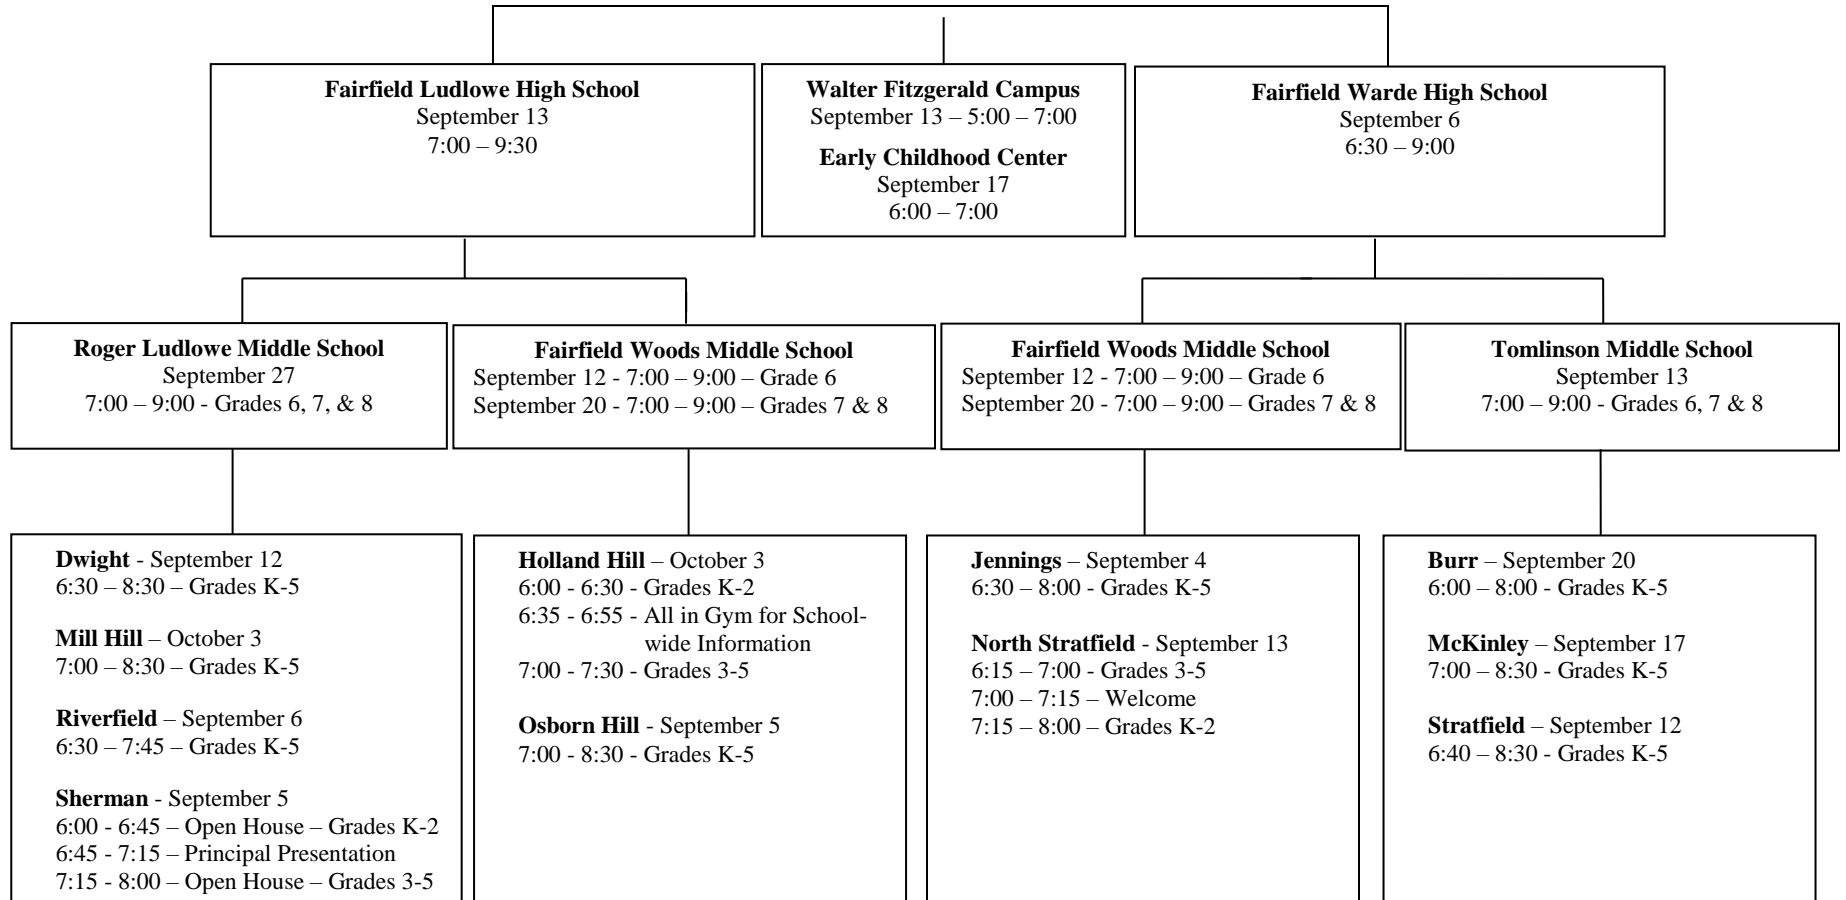 Fairfield Ludlowe High School
September 13
7:00 – 9:30
Walter Fitzgerald Campus
September 13 – 5:00 – 7:00
Early Childhood Center
September 17
6:00 – 7:00
Fairfield Warde High School
September 6
6:30 – 9:00
Roger Ludlowe Middle School
September 27
7:00 – 9:00 - Grades 6, 7, & 8
Fairfield Woods Middle School
September 12 - 7:00 – 9:00 – Grade 6
September 20 - 7:00 – 9:00 – Grades 7 & 8
Fairfield Woods Middle School
September 12 - 7:00 – 9:00 – Grade 6
September 20 - 7:00 – 9:00 – Grades 7 & 8
Tomlinson Middle School
September 13
7:00 – 9:00 - Grades 6, 7 & 8
Dwight - September 12
6:30 – 8:30 – Grades K-5
Mill Hill – October 3
7:00 – 8:30 – Grades K-5
Riverfield – September 6
6:30 – 7:45 – Grades K-5
Sherman - September 5
6:00 - 6:45 – Open House – Grades K-2
6:45 - 7:15 – Principal Presentation
7:15 - 8:00 – Open House – Grades 3-5
Holland Hill – October 3
6:00 - 6:30 - Grades K-2
6:35 - 6:55 - All in Gym for School-
wide Information
7:00 - 7:30 - Grades 3-5
Osborn Hill - September 5
7:00 - 8:30 - Grades K-5
Jennings – September 4
6:30 – 8:00 - Grades K-5
North Stratfield - September 13
6:15 – 7:00 - Grades 3-5
7:00 – 7:15 – Welcome
7:15 – 8:00 – Grades K-2
Burr – September 20
6:00 – 8:00 - Grades K-5
McKinley – September 17
7:00 – 8:30 - Grades K-5
Stratfield – September 12
6:40 – 8:30 - Grades K-5